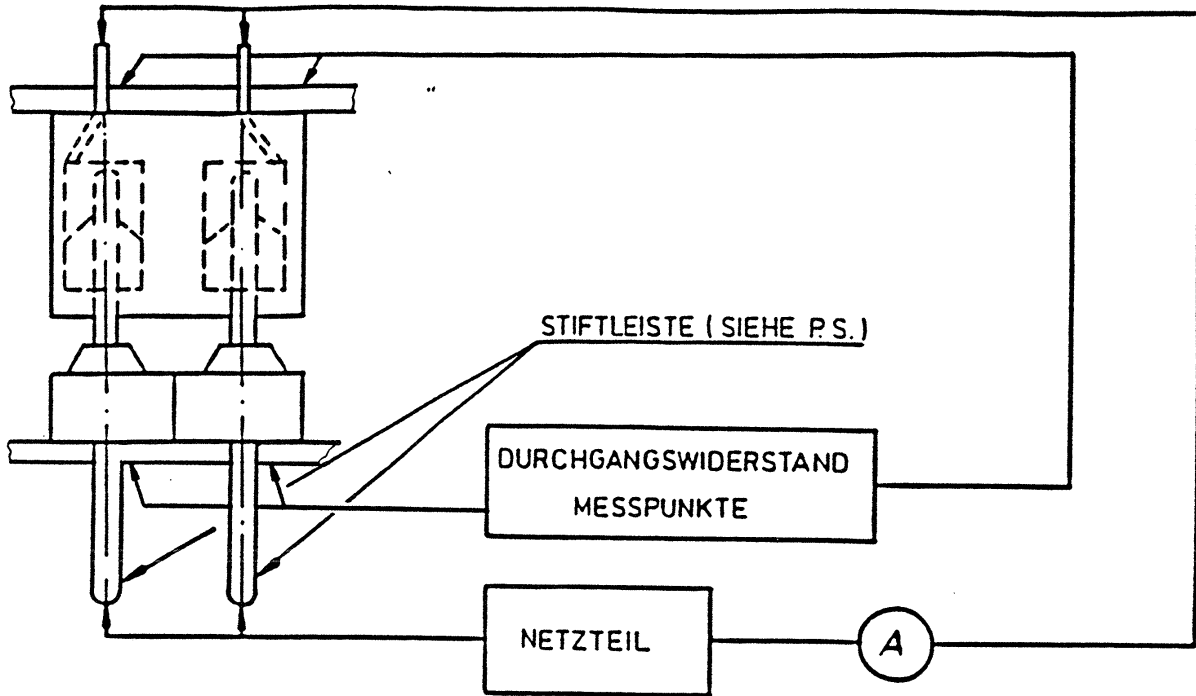 STIFTLEISTE (SIEHE P.S.)
DURCHGANGSWIDERSTAND
MESSPUNKTE
NETZTEIL
A